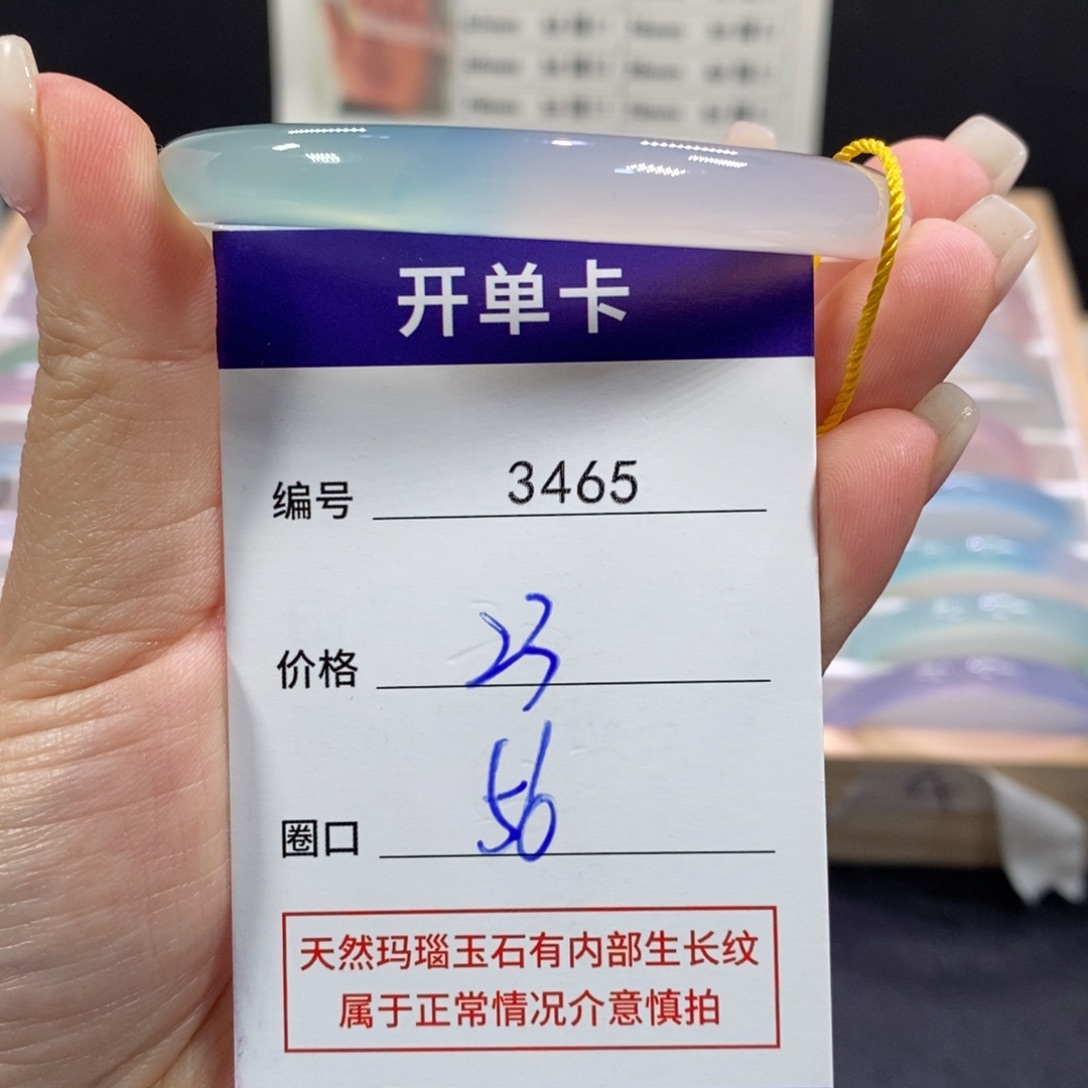 开单卡
编号 3465
价格 23
圈口 56
天然玛瑙玉石有内部生长纹
属于正常情况介意慎拍